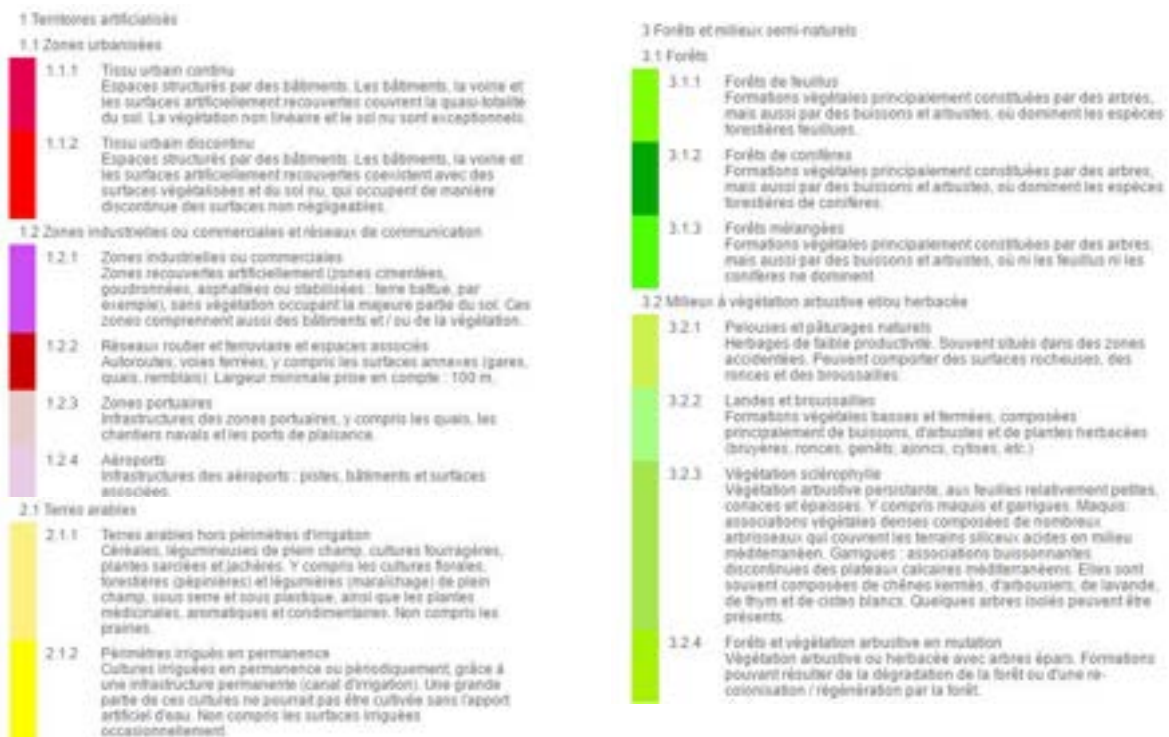 1 Territoires artificialisés
1.1 Zones urbanisées
1.1.1 Tissu urbain continu
Espaces structurés par des bâtiments. Les bâtiments, la voirie et
les surfaces artificiellement recouvertes couvrent la quasi-totalité
du sol. La végétation non linéaire et le sol nu sont exceptionnels.
1.1.2 Tissu urbain discontinu
Espaces structurés par des bâtiments. Les bâtiments, la voirie et
les surfaces artificiellement recouvertes coexistent avec des
surfaces végétalisées et du sol nu, qui occupent de manière
discontinue des surfaces non négligeables.
1.2 Zones industrielles ou commerciales et réseaux de communication
1.2.1 Zones industrielles ou commerciales
Zones recouvertes artificiellement (zones cimentées,
goudronnées, asphaltées ou stabilisées : terre battue, par
exemple), sans végétation occupant la majeure partie du sol. Ces
zones comprennent aussi des bâtiments et / ou de la végétation.
1.2.2 Réseaux routier et ferroviaire et espaces associés
Autoroutes, voies ferrées, y compris les surfaces annexes (gares,
quais, remblais). Largeur minimale prise en compte : 100 m.
1.2.3 Zones portuaires
Infrastructures des zones portuaires, y compris les quais, les
chantiers navals et les ports de plaisance.
1.2.4 Aéroports
Infrastructures des aéroports : pistes, bâtiments et surfaces
associées.
2.1 Terres arables
2.1.1 Terres arables hors périmètres d'irrigation
Céréales, légumineuses de plein champ, cultures fourragères,
plantes sarclées et jachères. Y compris les cultures florales,
forestières (pépinières) et légumières (maraîchage) de plein
champ, sous serre et sous plastique, ainsi que les plantes
médicinales, aromatiques et condimentaires. Non compris les
prairies.
2.1.2 Périmètres irrigués en permanence
Cultures irriguées en permanence ou périodiquement, grâce à
une infrastructure permanente (canal d'irrigation). Une grande
partie de ces cultures ne pourrait pas être cultivée sans l'apport
artificiel d'eau. Non compris les surfaces irriguées
occasionnellement.
3 Forêts et milieux semi-naturels
3.1 Forêts
3.1.1 Forêts de feuillus
Formations végétales principalement constituées par des arbres,
mais aussi par des buissons et arbustes, où dominent les espèces
forestières feuillues.
3.1.2 Forêts de conifères
Formations végétales principalement constituées par des arbres,
mais aussi par des buissons et arbustes, où dominent les espèces
forestières de conifères.
3.1.3 Forêts mélangées
Formations végétales principalement constituées par des arbres,
mais aussi par des buissons et arbustes, où ni les feuillus ni les
conifères ne dominent.
3.2 Milieux à végétation arbustive et/ou herbacée
3.2.1 Pelouses et pâturages naturels
Herbages de faible productivité. Souvent situés dans des zones
accidentées. Peuvent comporter des surfaces rocheuses, des
ronces et des broussailles.
3.2.2 Landes et broussailles
Formations végétales basses et fermées, composées
principalement de buissons, d'arbustes et de plantes herbacées
(bruyères, ronces, genêts, ajoncs, cytises, etc.)
3.2.3 Végétation sclérophylle
Végétation arbustive persistante, aux feuilles relativement petites,
coriaces et épaisses. Y compris maquis et garrigues. Maquis:
associations végétales denses composées de nombreux
arbrisseaux qui couvrent les terrains siliceux acides en milieu
méditerranéen. Garrigues : associations buissonnantes
discontinues des plateaux calcaires méditerranéens. Elles sont
souvent composées de chênes kermès, d'arbousiers, de lavande,
de thym et de cistes blancs. Quelques arbres isolés peuvent être
présents.
3.2.4 Forêts et végétation arbustive en mutation
Végétation arbustive ou herbacée avec arbres épars. Formations
pouvant résulter de la dégradation de la forêt ou d'une re-
colonisation / régénération par la forêt.